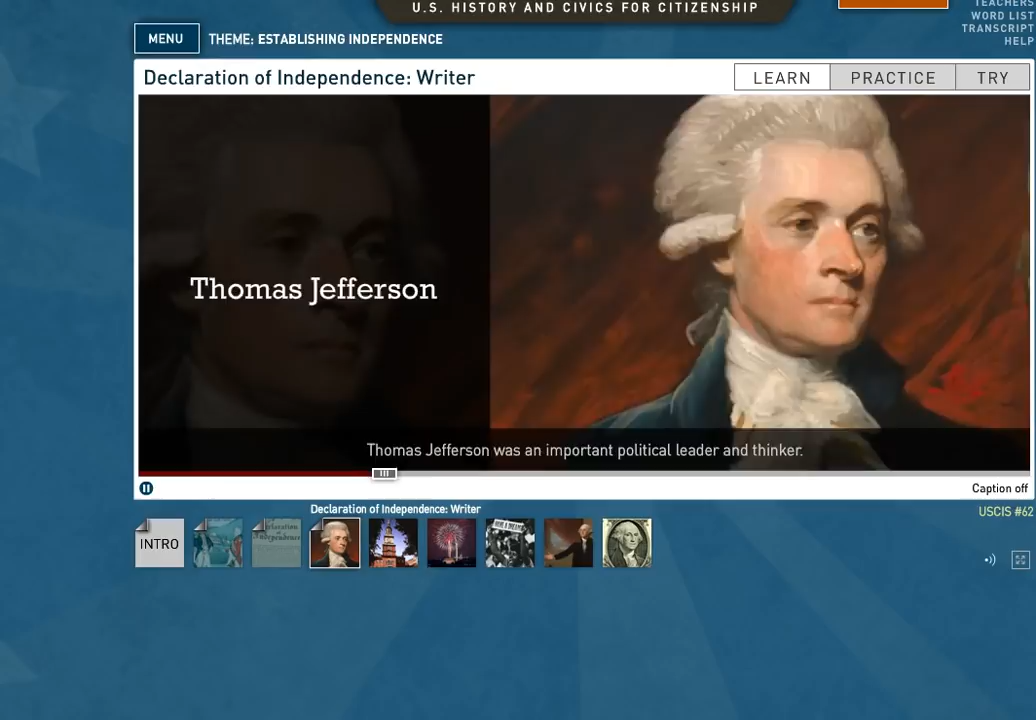 U.S. HISTORY AND CIVICS FOR CITIZENSHIP
TEACHERS
WORD LIST
TRANSCRIPT
HELP
MENU
THEME: ESTABLISHING INDEPENDENCE
Declaration of Independence: Writer
LEARN
PRACTICE
TRY
Thomas Jefferson
Thomas Jefferson was an important political leader and thinker.
Caption off
Declaration of Independence: Writer
USCIS #62
INTRO
Declaration
Independence